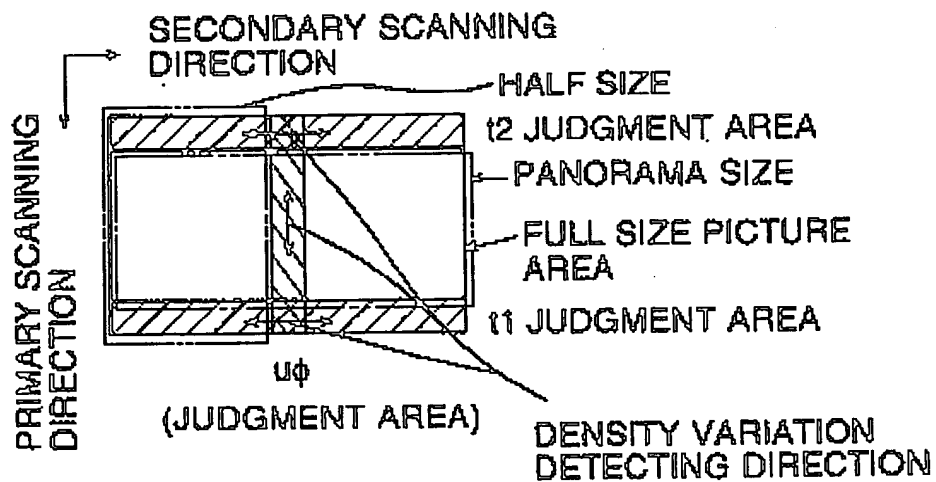 SECONDARY SCANNING
DIRECTION
HALF SIZE
t2 JUDGMENT AREA
PANORAMA SIZE
FULL SIZE PICTURE
AREA
t1 JUDGMENT AREA
PRIMARY SCANNING
DIRECTION
uφ
(JUDGMENT AREA)
DENSITY VARIATION
DETECTING DIRECTION